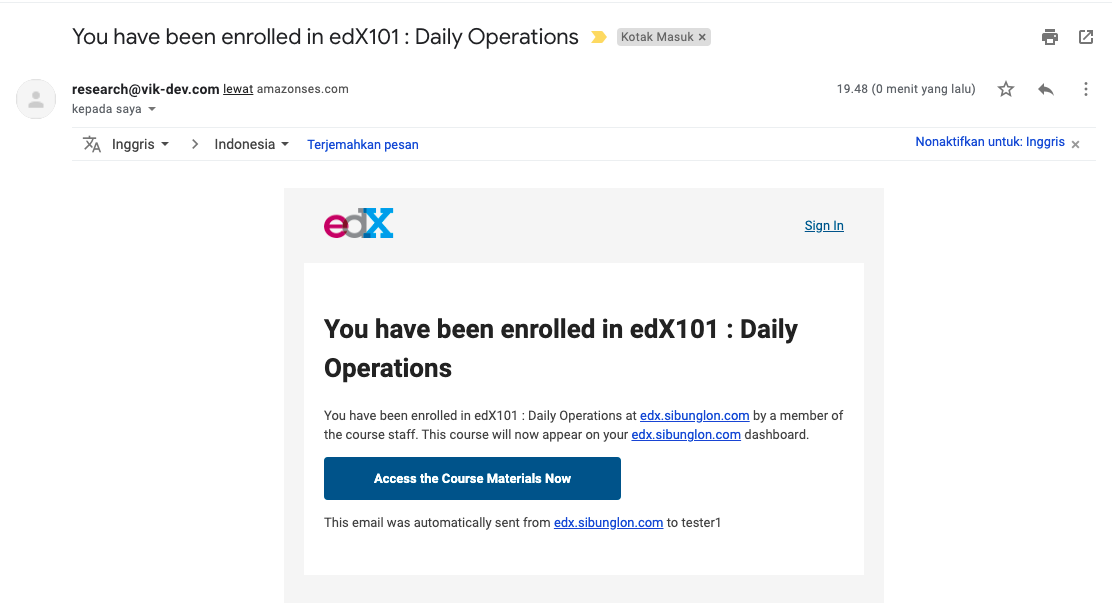 You have been enrolled in edX101 : Daily Operations Kotak Masuk ×
research@vik-dev.com lewat amazonses.com 19.48 (0 menit yang lalu)
kepada saya
Inggris > Indonesia Terjemahkan pesan Nonaktifkan untuk: Inggris ×
edX Sign In
You have been enrolled in edX101 : Daily
Operations
You have been enrolled in edX101 : Daily Operations at edx.sibunglon.com by a member of
the course staff. This course will now appear on your edx.sibunglon.com dashboard.
Access the Course Materials Now
This email was automatically sent from edx.sibunglon.com to tester1